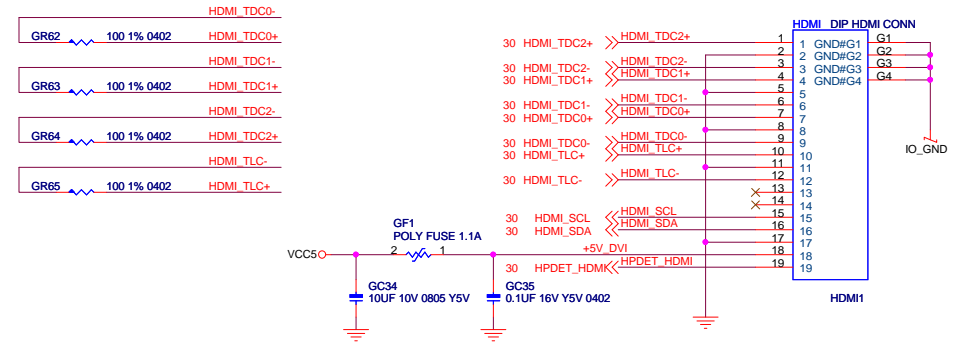 HDMI_TDC0-
GR62 100 1% 0402 HDMI_TDC0+
HDMI_TDC1-
GR63 100 1% 0402 HDMI_TDC1+
HDMI_TDC2-
GR64 100 1% 0402 HDMI_TDC2+
HDMI_TLC-
GR65 100 1% 0402 HDMI_TLC+
HDMI DIP HDMI CONN
30 HDMI_TDC2+ HDMI_TDC2+ 1 1 GND#G1 G1
2 2 GND#G2 G2
30 HDMI_TDC2- HDMI_TDC2- 3 3 GND#G3 G3
30 HDMI_TDC1+ HDMI_TDC1+ 4 4 GND#G4 G4
5 5
30 HDMI_TDC1- HDMI_TDC1- 6 6
30 HDMI_TDC0+ HDMI_TDC0+ 7 7
8 8
30 HDMI_TDC0- HDMI_TDC0- 9 9
30 HDMI_TLC+ HDMI_TLC+ 10 10
IO_GND
11 11
30 HDMI_TLC- HDMI_TLC- 12 12
13 13
14 14
30 HDMI_SCL HDMI_SCL 15 15
30 HDMI_SDA HDMI_SDA 16 16
17 17
GF1
POLY FUSE 1.1A
VCC5 2 1 +5V_DVI 18 18
30 HPDET_HDMI HPDET_HDMI 19 19
GC34
10UF 10V 0805 Y5V
GC35
0.1UF 16V Y5V 0402
HDMI1